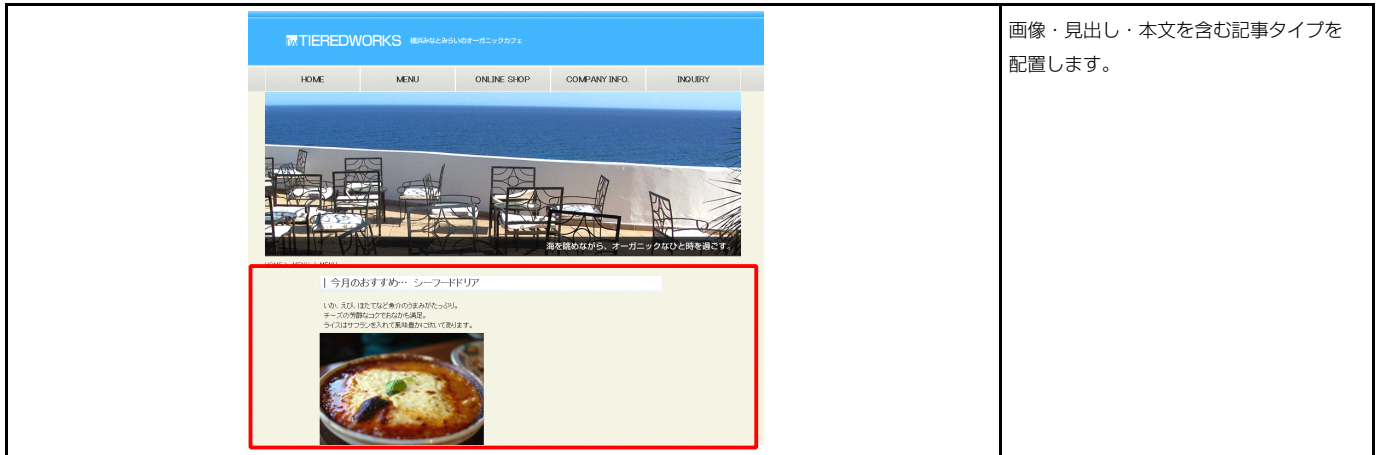 TIEREDWORKS 横浜みなとみらいのオーガニックカフェ
HOME MENU ONLINE SHOP COMPANY INFO. INQUIRY
海を眺めながら、オーガニックなひと時を過ごす。
HOME > MENU > MENU
| 今月のおすすめ… シーフードドリア
いか、えび、ほたてなど魚介のうまみがたっぷり。
チーズの芳醇なコクでおなかも満足。
ライスはサフランを入れて風味豊かに炊いてあります。
画像・見出し・本文を含む記事タイプを
配置します。